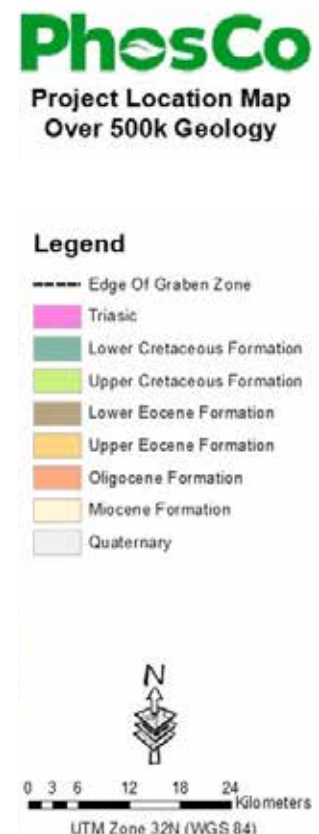 PhosCo
Project Location Map
Over 500k Geology
Legend
Edge Of Graben Zone
Triasic
Lower Cretaceous Formation
Upper Cretaceous Formation
Lower Eocene Formation
Upper Eocene Formation
Oligocene Formation
Miocene Formation
Quaternary
N
0 3 6 12 18 24
Kilometers
UTM Zone 32N (WGS 84)